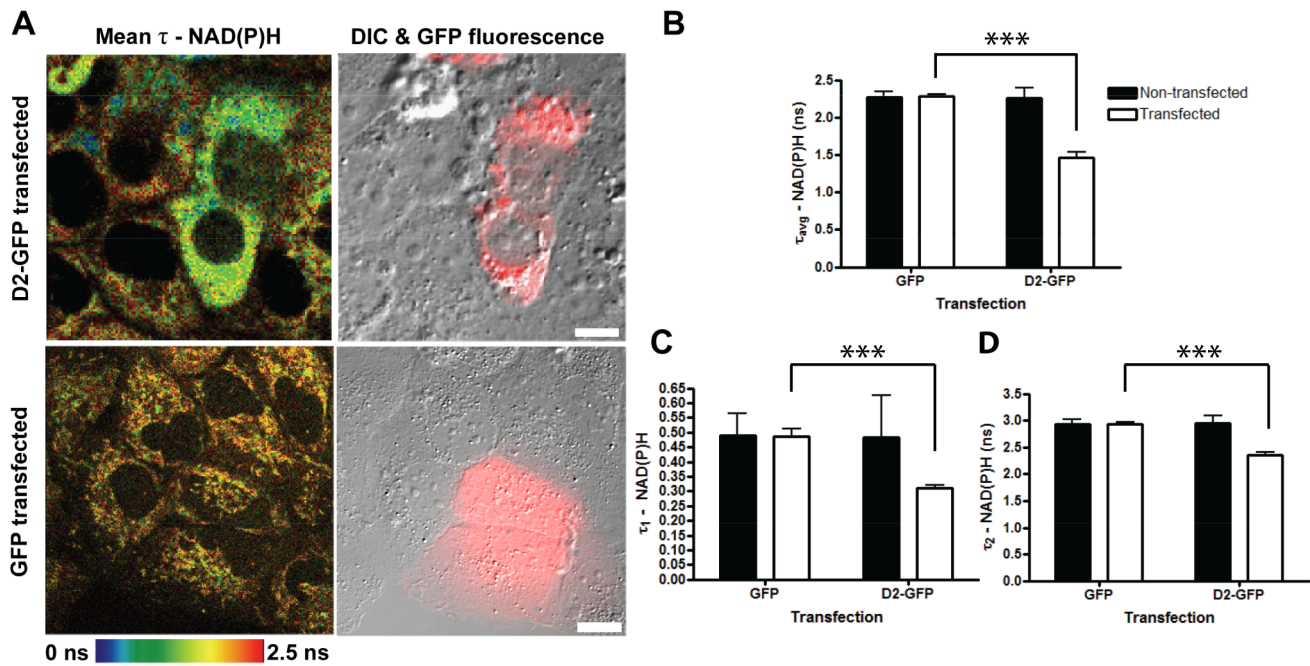 A
Mean τ - NAD(P)H
DIC & GFP fluorescence
D2-GFP transfected
GFP transfected
0 ns
2.5 ns
B
***
Non-transfected
Transfected
τavg - NAD(P)H (ns)
2.5
2.0
1.5
1.0
0.5
0.0
GFP
D2-GFP
Transfection
C
***
τ1 - NAD(P)H
0.65
0.60
0.55
0.50
0.45
0.40
0.35
0.30
0.25
0.20
0.15
0.10
0.05
0.00
GFP
D2-GFP
Transfection
D
***
τ2 - NAD(P)H (ns)
3.5
3.0
2.5
2.0
1.5
1.0
0.5
0.0
GFP
D2-GFP
Transfection